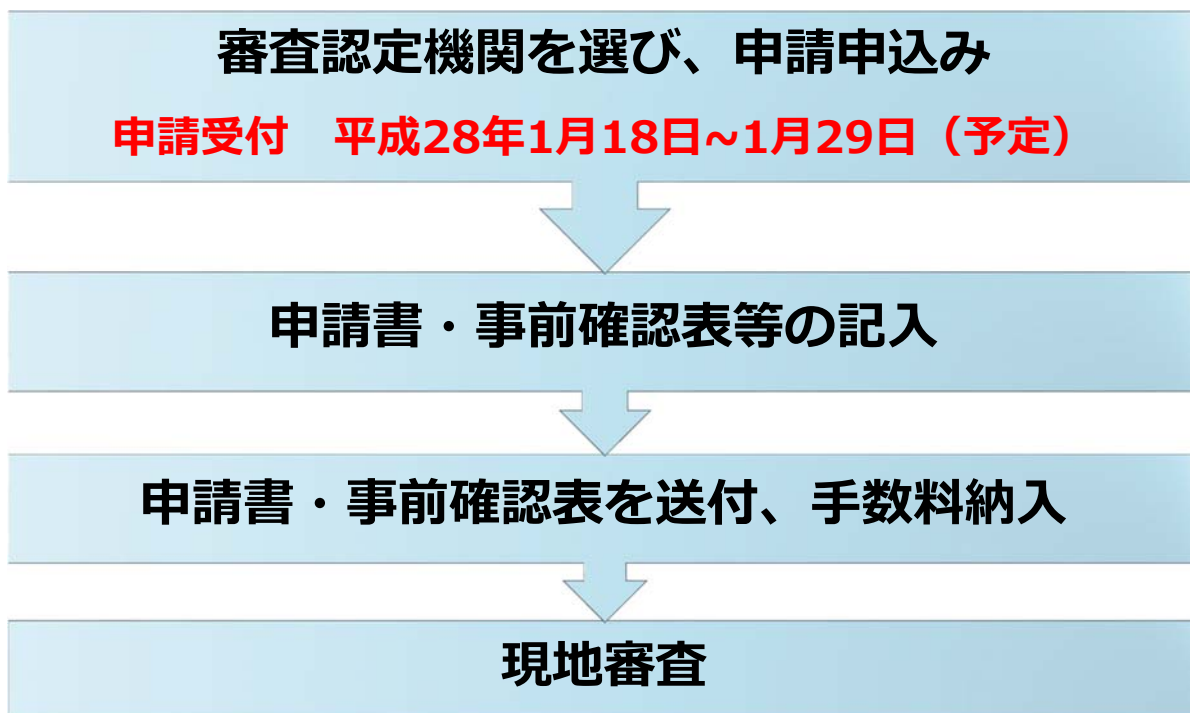 審査認定機関を選び、申請申込み
申請受付　平成28年1月18日~1月29日（予定）
申請書・事前確認表等の記入
申請書・事前確認表を送付、手数料納入
現地審査